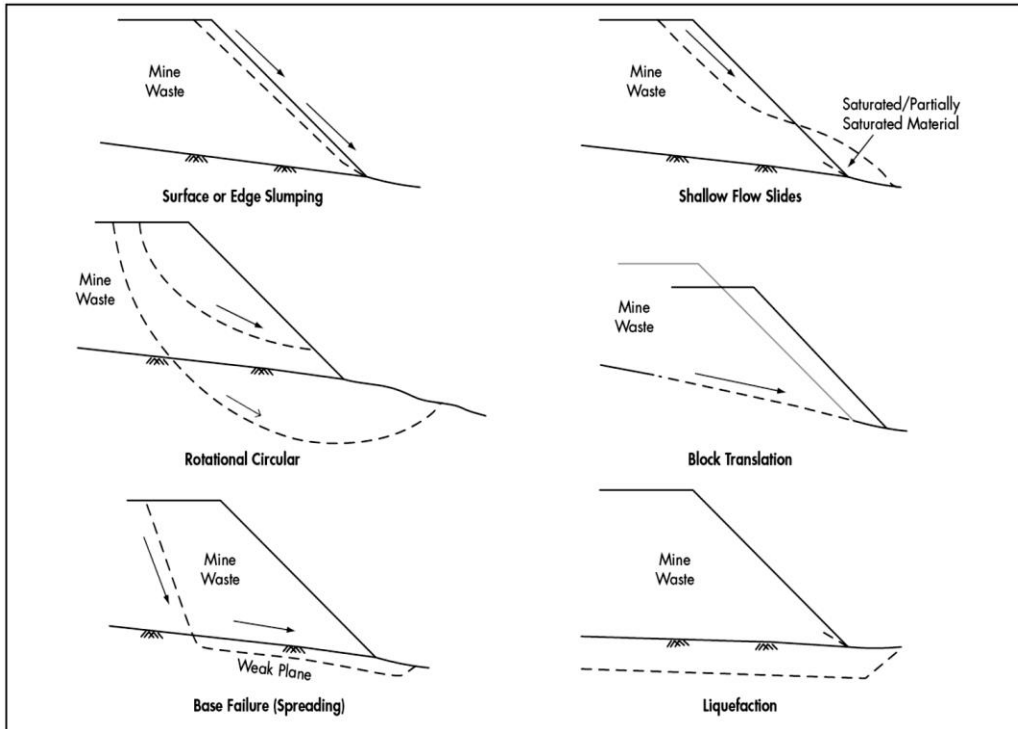 Mine
Waste
Surface or Edge Slumping
Mine
Waste
Saturated/Partially
Saturated Material
Shallow Flow Slides
Mine
Waste
Rotational Circular
Mine
Waste
Block Translation
Mine
Waste
Weak Plane
Base Failure (Spreading)
Mine
Waste
Liquefaction